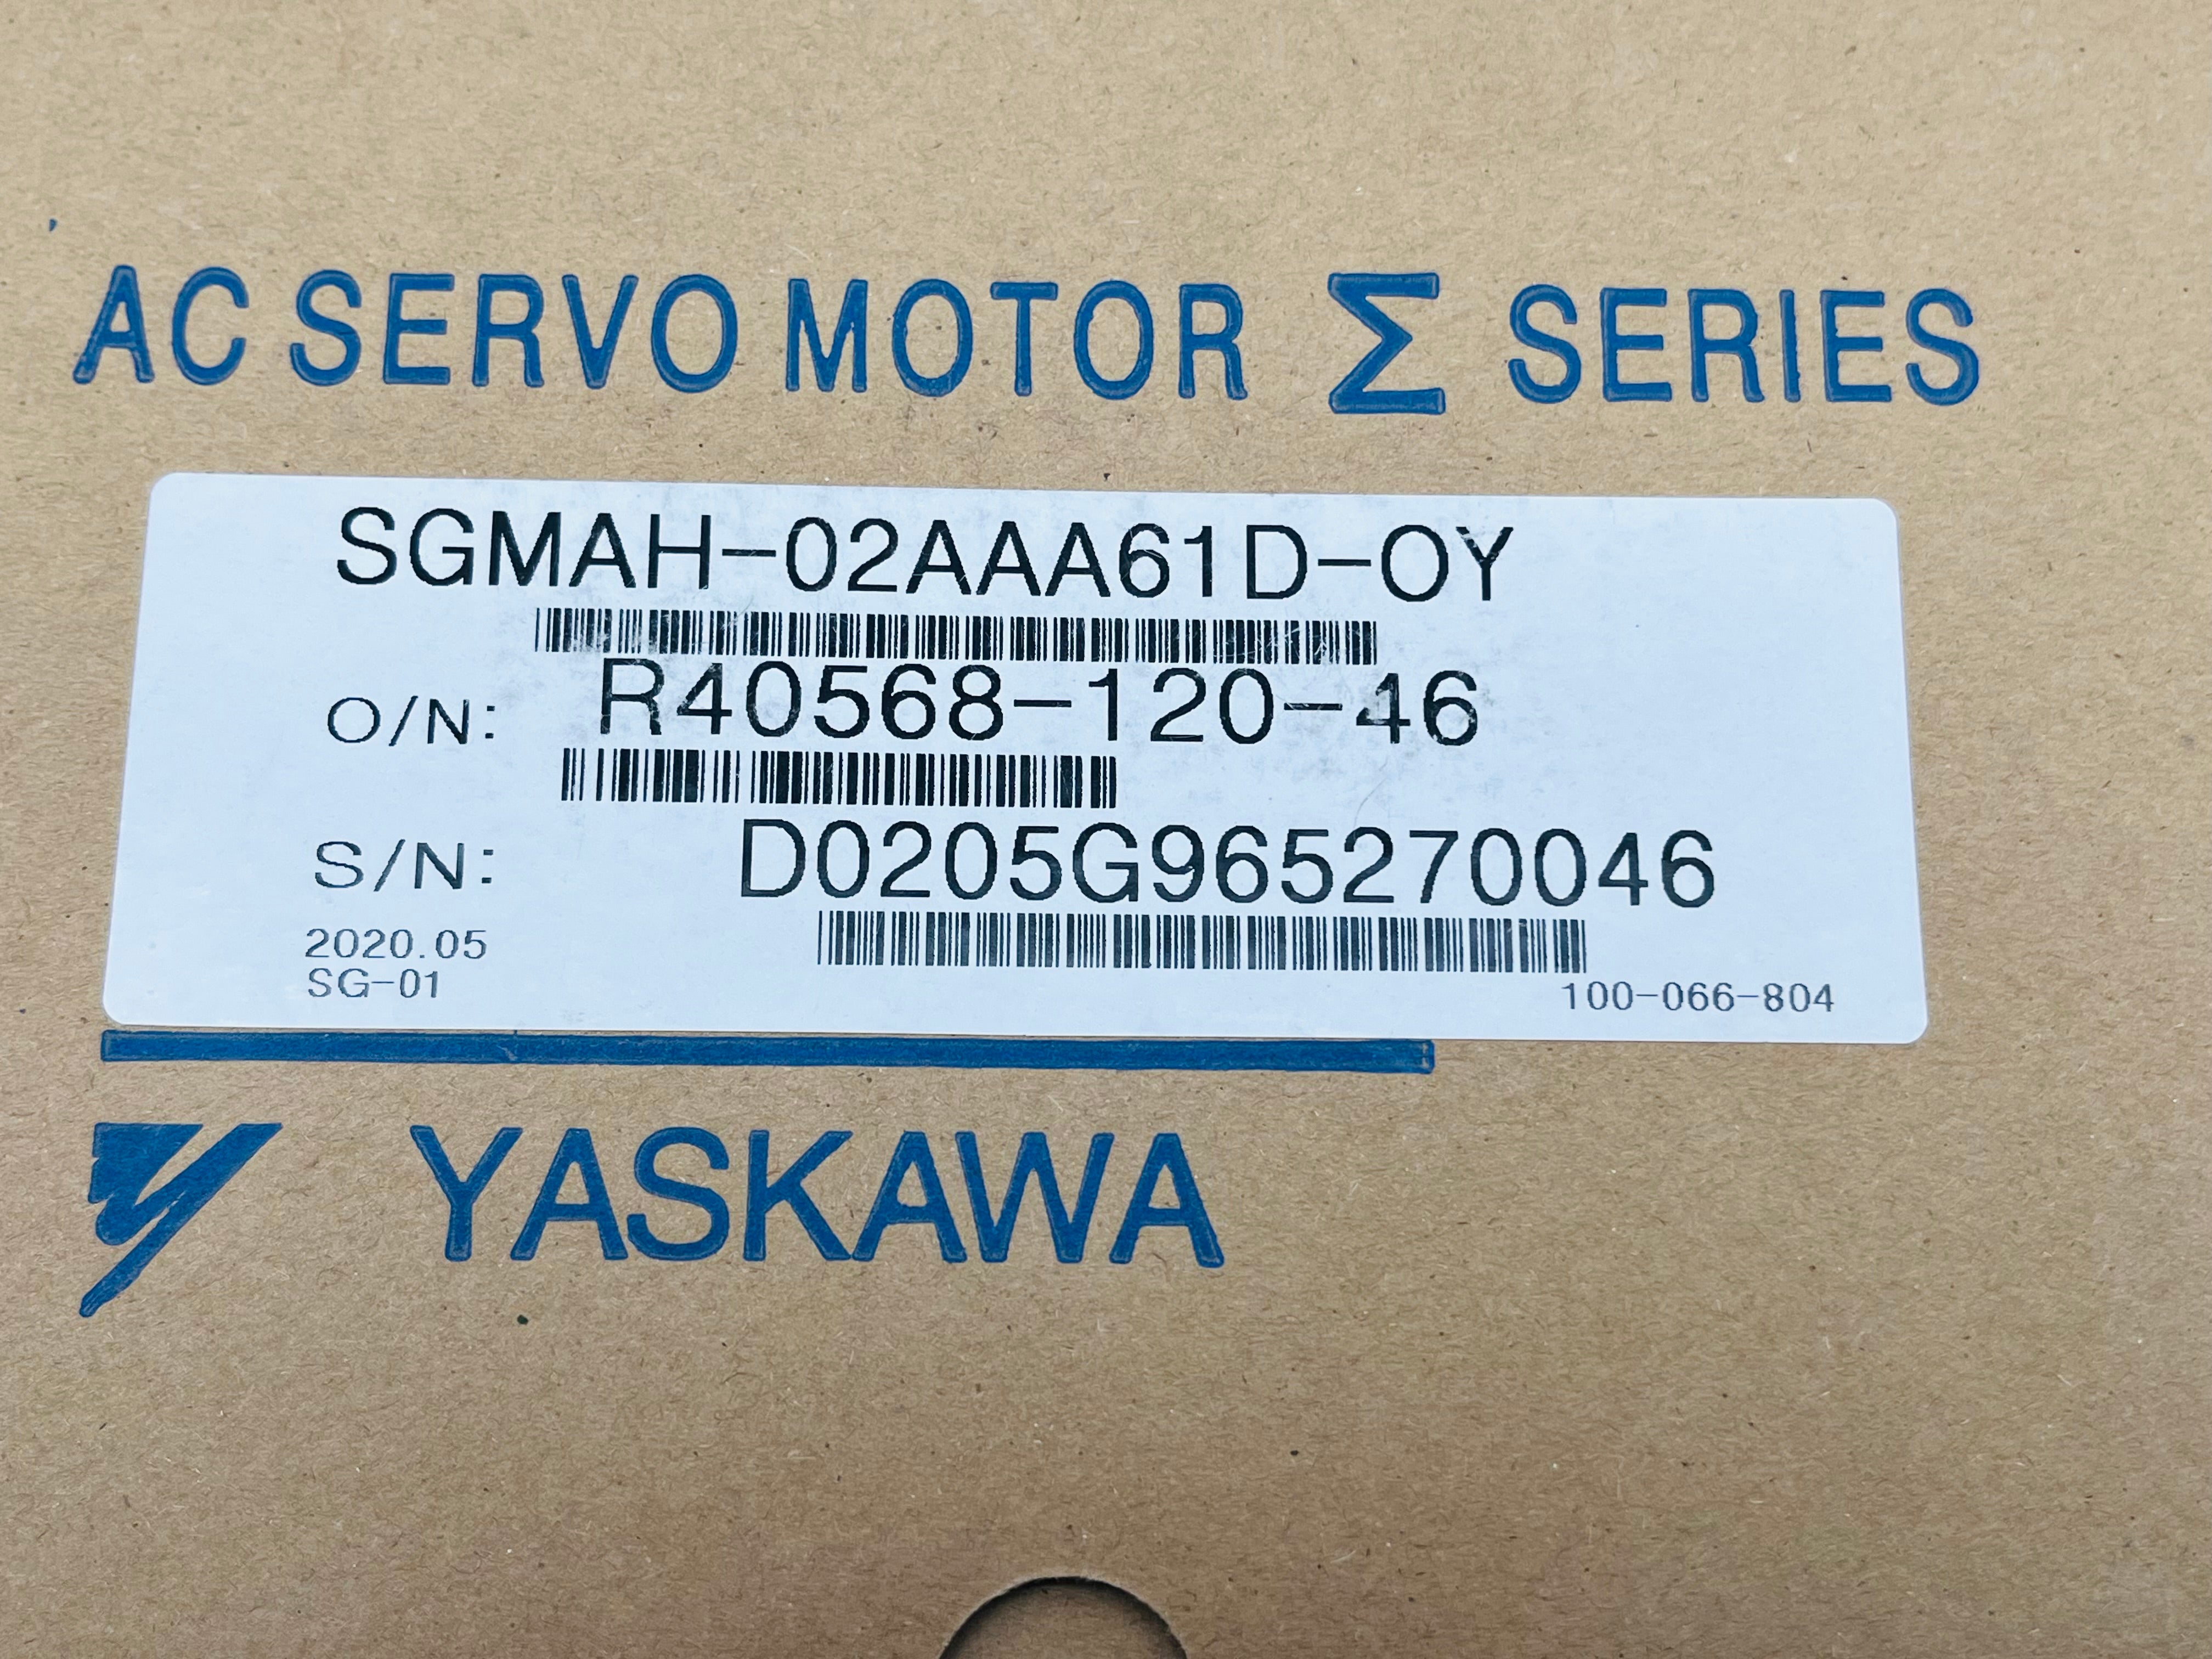 AC SERVO MOTOR Σ SERIES
SGMAH-02AAA61D-OY
O/N: R40568-120-46
S/N: D0205G965270046
2020.05
SG-01
100-066-804
YASKAWA